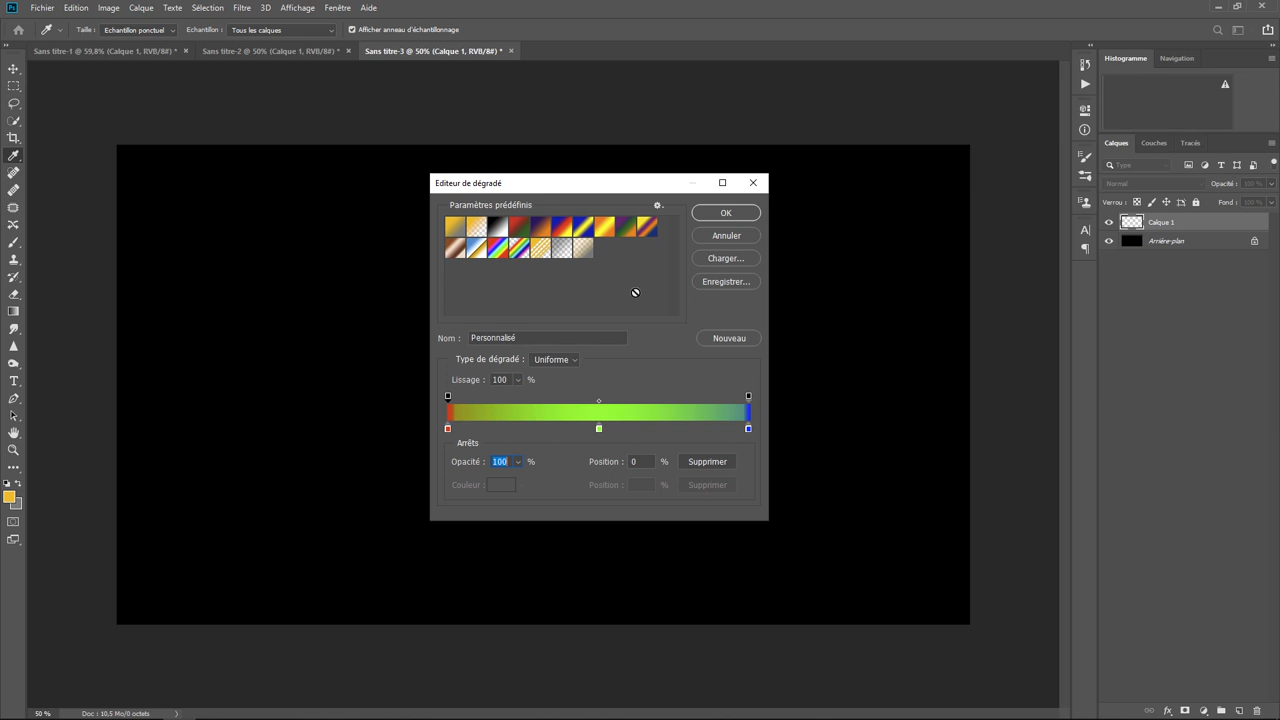 Ps Fichier Edition Image Calque Texte Sélection Filtre 3D Affichage Fenêtre Aide
Taille : Echantillon ponctuel Echantillon : Tous les calques Afficher anneau d'échantillonnage
Sans titre-1 @ 59,8% (Calque 1, RVB/8#) * Sans titre-2 @ 50% (Calque 1, RVB/8#) * Sans titre-3 @ 50% (Calque 1, RVB/8#) *
Histogramme Navigation
Calques Couches Tracés
Type
Normal Opacité : 100 %
Verrou : Fond : 100 %
Calque 1
Arrière-plan
Editeur de dégradé
Paramètres prédéfinis
OK
Annuler
Charger...
Enregistrer...
Nom : Personnalisé Nouveau
Type de dégradé : Uniforme
Lissage : 100 %
Arrêts
Opacité : 100 % Position : 0 % Supprimer
Couleur : Position : % Supprimer
50 % Doc : 10,5 Mo/0 octets